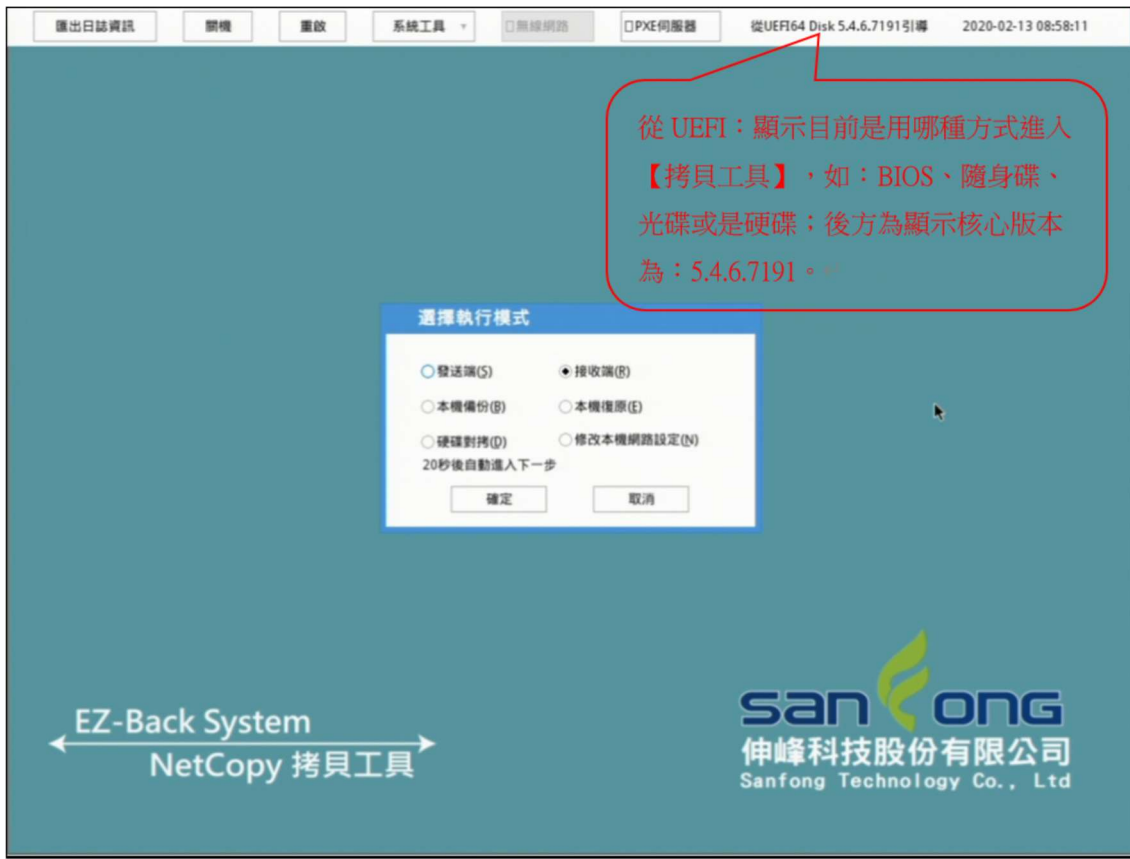 匯出日誌資訊 關機 重啟 系統工具 無線網路 PXE伺服器 從UEFI64 Disk 5.4.6.7191引導 2020-02-13 08:58:11
從 UEFI：顯示目前是用哪種方式進入
【拷貝工具】，如：BIOS、隨身碟、
光碟或是硬碟；後方為顯示核心版本
為：5.4.6.7191。
選擇執行模式
發送端(S) 接收端(R)
本機備份(B) 本機復原(E)
硬碟對拷(D) 修改本機網路設定(N)
20秒後自動進入下一步
確定 取消
EZ-Back System
NetCopy 拷貝工具
sanfong
伸峰科技股份有限公司
Sanfong Technology Co., Ltd